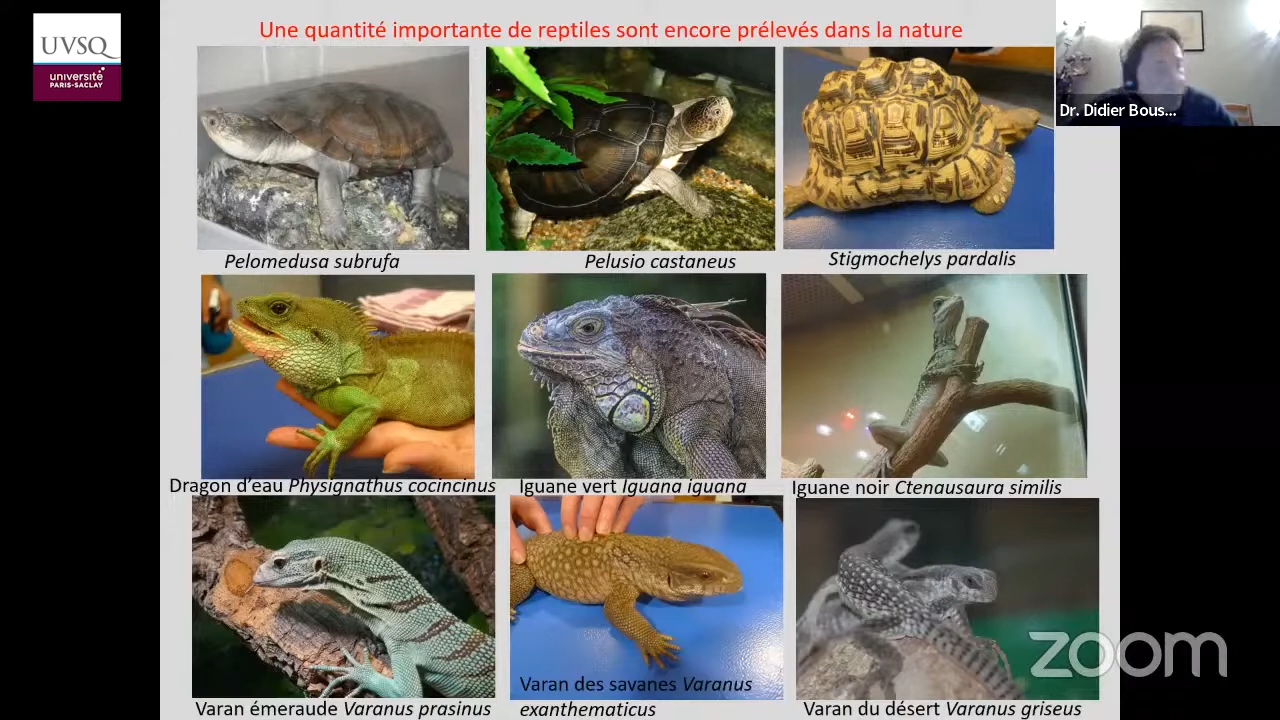 UVSQ
université
PARIS-SACLAY
Une quantité importante de reptiles sont encore prélevés dans la nature
Dr. Didier Bous...
Pelomedusa subrufa
Pelusio castaneus
Stigmochelys pardalis
Dragon d'eau Physignathus cocincinus
Iguane vert Iguana iguana
Iguane noir Ctenausaura similis
Varan émeraude Varanus prasinus
Varan des savanes Varanus
exanthematicus
Varan du désert Varanus griseus
zoom